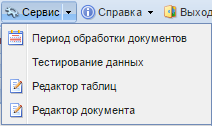 Сервис Справка Выход
Период обработки документов
Тестирование данных
Редактор таблиц
Редактор документа